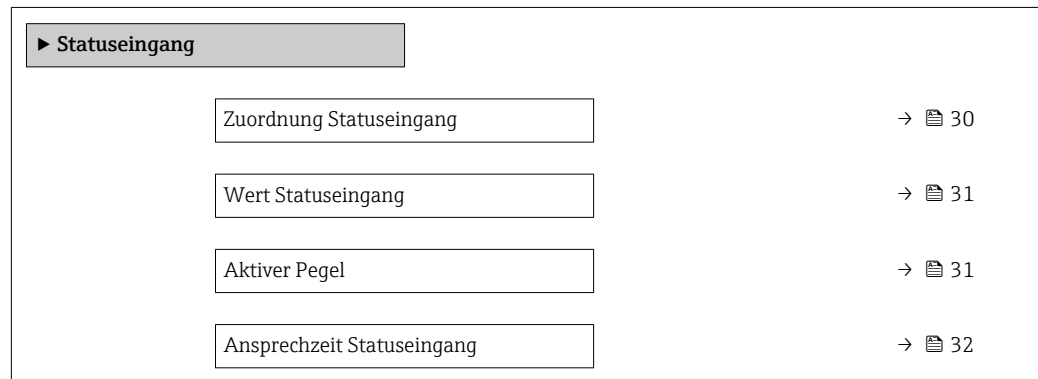 ▶ Statuseingang
Zuordnung Statuseingang → 30
Wert Statuseingang → 31
Aktiver Pegel → 31
Ansprechzeit Statuseingang → 32